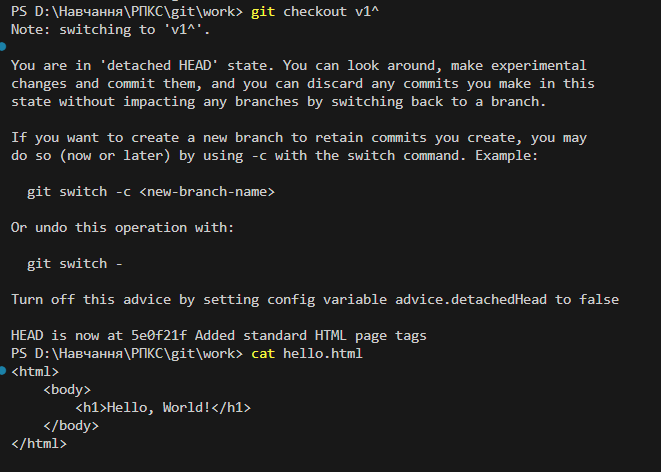 PS D:\Навчання\РПКС\git\work> git checkout v1^
Note: switching to 'v1^'.
You are in 'detached HEAD' state. You can look around, make experimental
changes and commit them, and you can discard any commits you make in this
state without impacting any branches by switching back to a branch.
If you want to create a new branch to retain commits you create, you may
do so (now or later) by using -c with the switch command. Example:
  git switch -c <new-branch-name>
Or undo this operation with:
  git switch -
Turn off this advice by setting config variable advice.detachedHead to false
HEAD is now at 5e0f21f Added standard HTML page tags
PS D:\Навчання\РПКС\git\work> cat hello.html
<html>
    <body>
        <h1>Hello, World!</h1>
    </body>
</html>